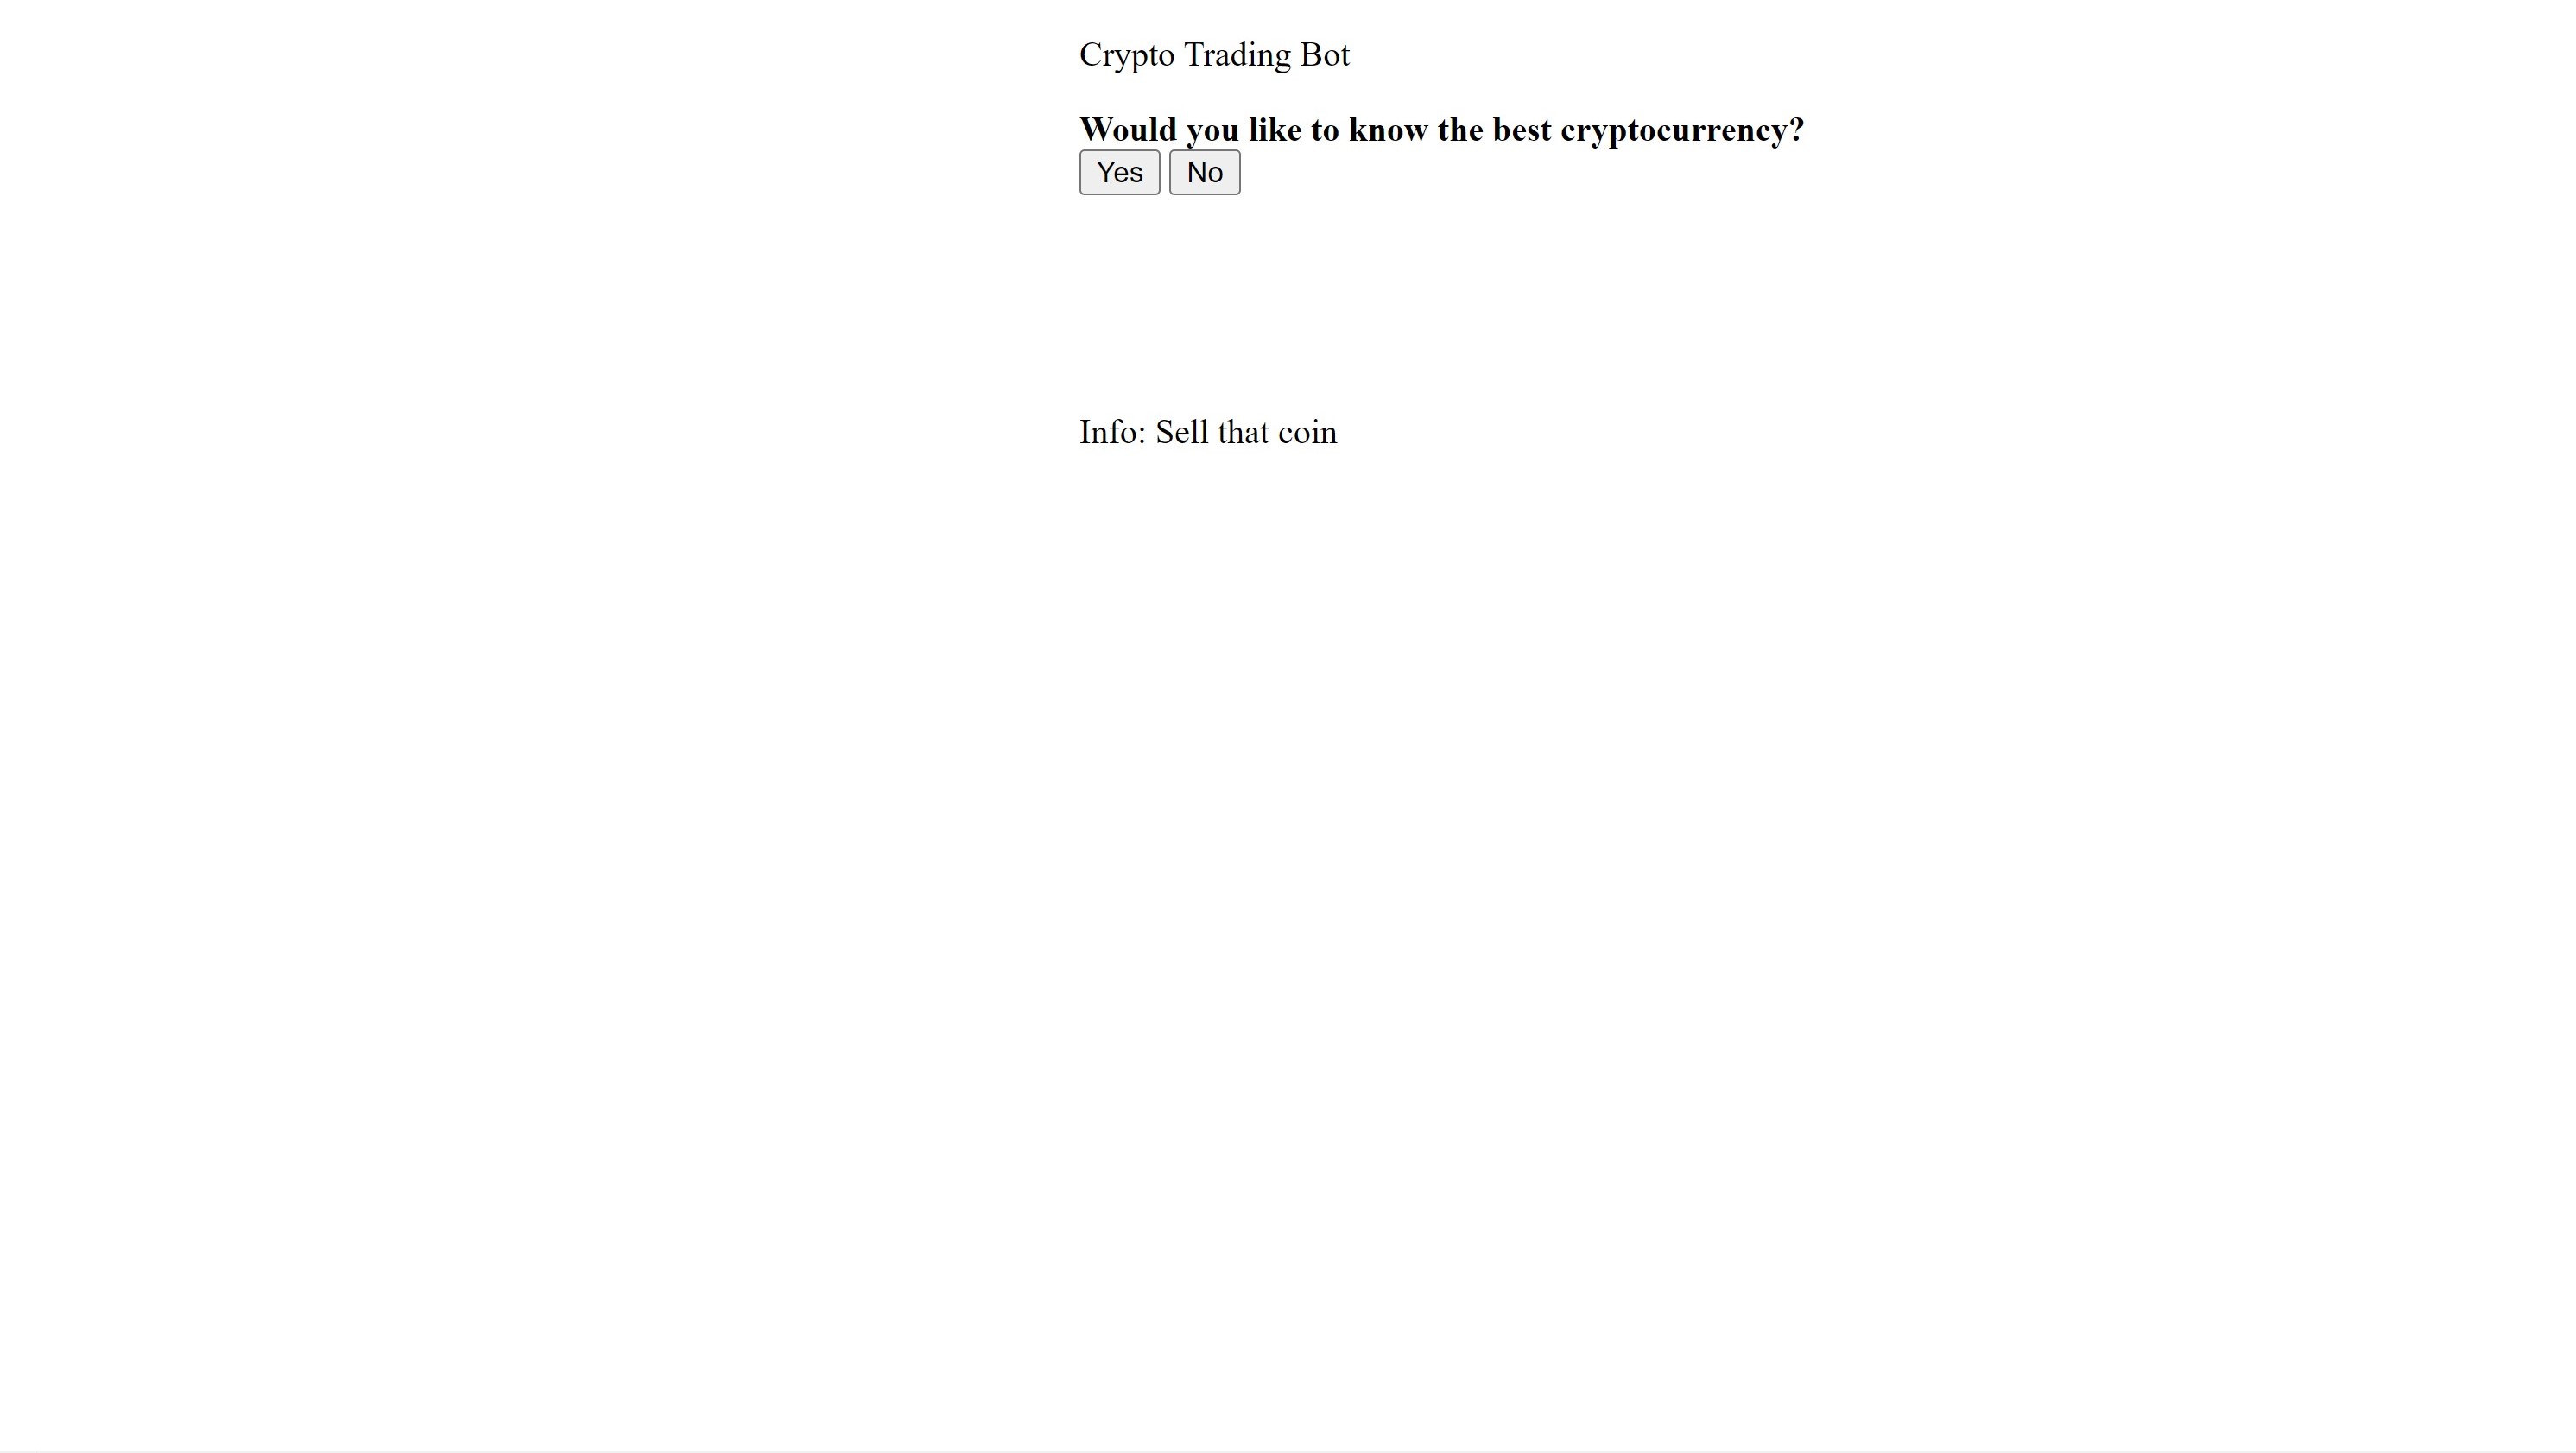 Crypto Trading Bot
Would you like to know the best cryptocurrency?
Yes No
Info: Sell that coin